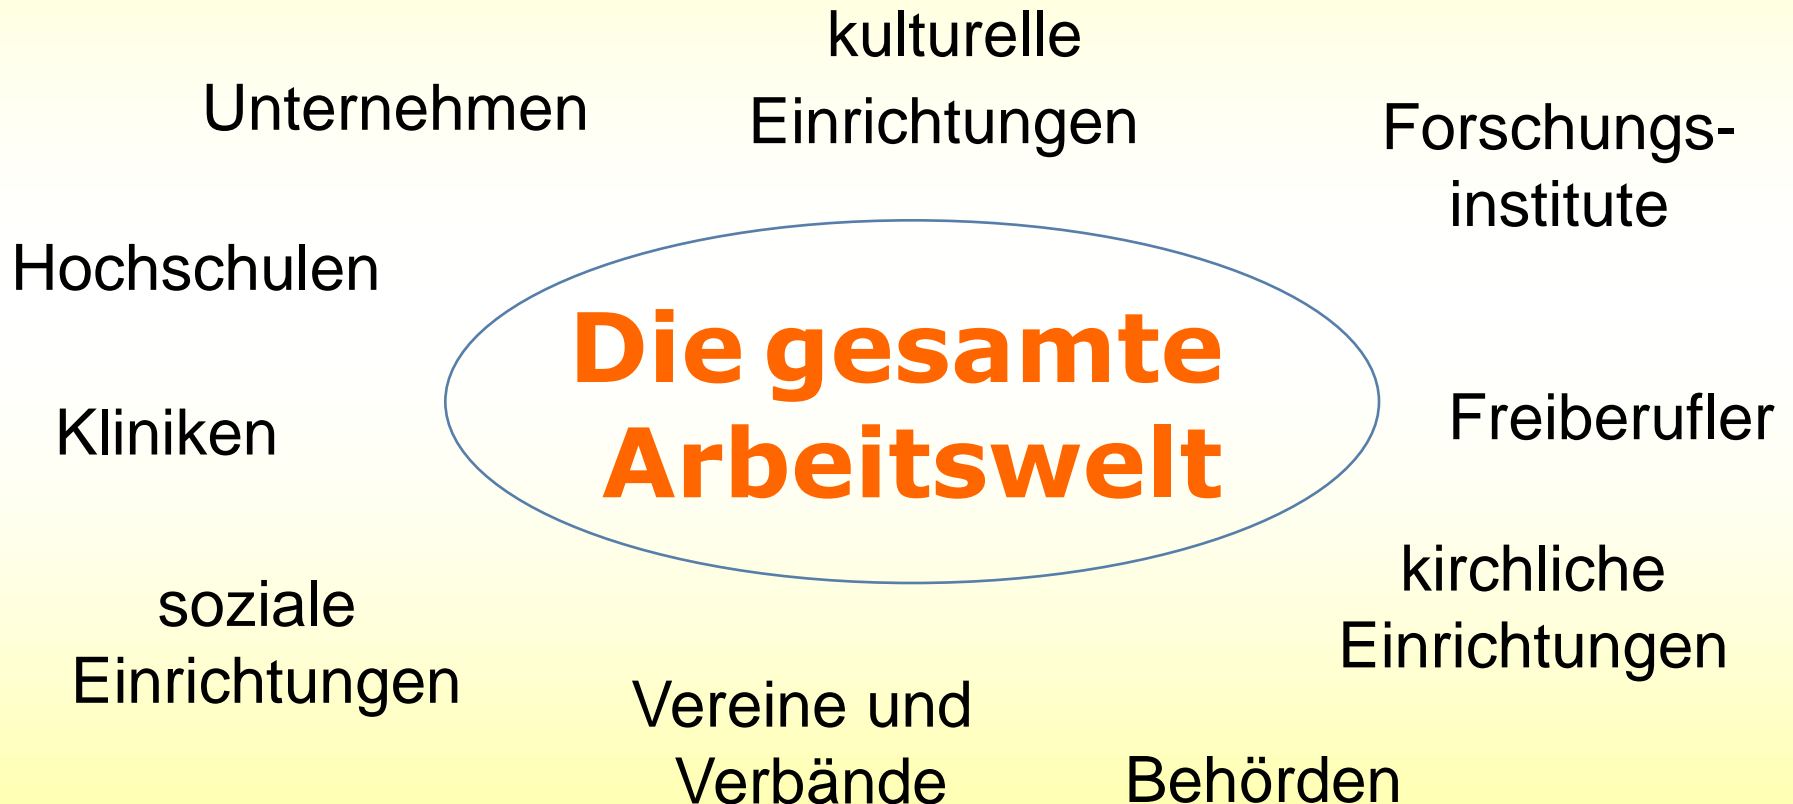 kulturelle
Einrichtungen
Unternehmen
Forschungs-
institute
Hochschulen
Die gesamte
Arbeitswelt
Kliniken
Freiberufler
soziale
Einrichtungen
kirchliche
Einrichtungen
Vereine und
Verbände
Behörden